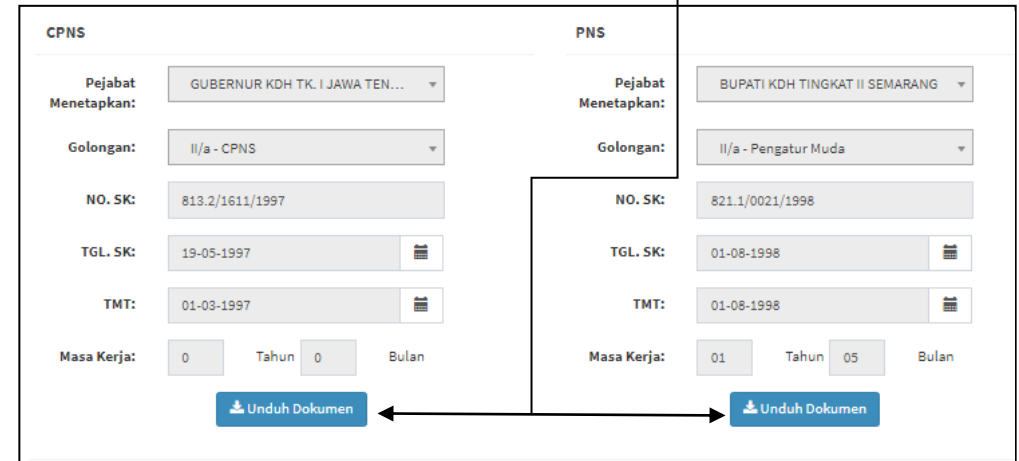 CPNS
Pejabat Menetapkan: GUBERNUR KDH TK. I JAWA TEN...
Golongan: II/a - CPNS
NO. SK: 813.2/1611/1997
TGL. SK: 19-05-1997
TMT: 01-03-1997
Masa Kerja: 0 Tahun 0 Bulan
Unduh Dokumen
PNS
Pejabat Menetapkan: BUPATI KDH TINGKAT II SEMARANG
Golongan: II/a - Pengatur Muda
NO. SK: 821.1/0021/1998
TGL. SK: 01-08-1998
TMT: 01-08-1998
Masa Kerja: 01 Tahun 05 Bulan
Unduh Dokumen